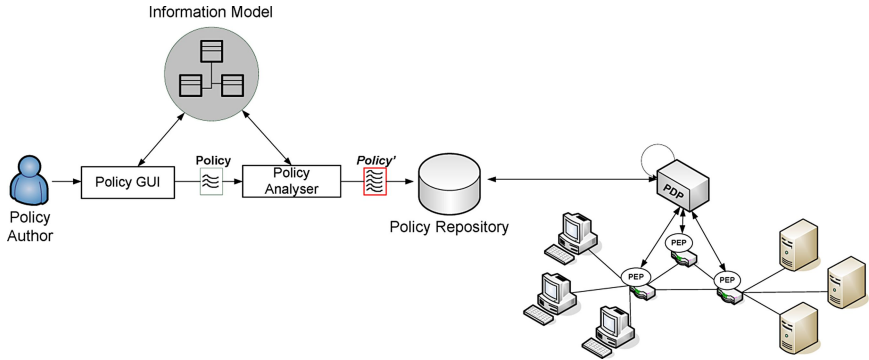 Information Model
Policy GUI
Policy
Policy
Analyser
Policy'
Policy
Author
Policy Repository
PDP
PEP
PEP
PEP